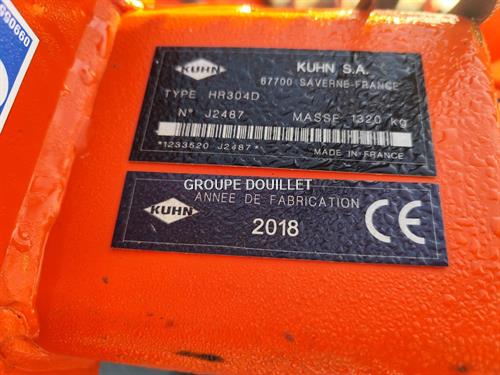 KUHN
KUHN S.A.
67700 SAVERNE-FRANCE
TYPE HR304D
N° J2487 MASSE 1320 kg
*1233520 J2487*
MADE IN FRANCE
GROUPE DOUILLET
KUHN
ANNÉE DE FABRICATION
2018
CE